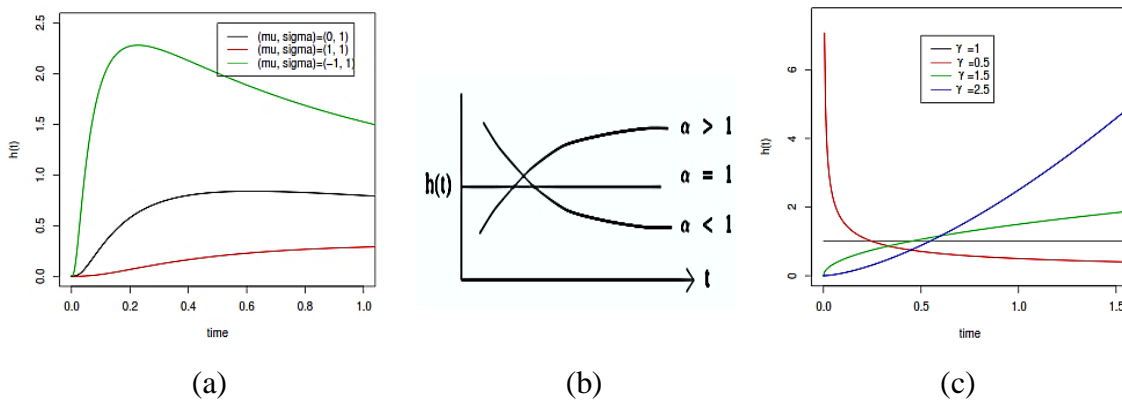 2.5
2.0
1.5
1.0
0.5
0.0
h(t)
(mu, sigma)=(0, 1)
(mu, sigma)=(1, 1)
(mu, sigma)=(-1, 1)
0.0 0.2 0.4 0.6 0.8 1.0
time
(a)
h(t)
α > 1
α = 1
α < 1
t
(b)
6
4
2
0
h(t)
γ =1
γ =0.5
γ =1.5
γ =2.5
0.0 0.5 1.0 1.5
time
(c)